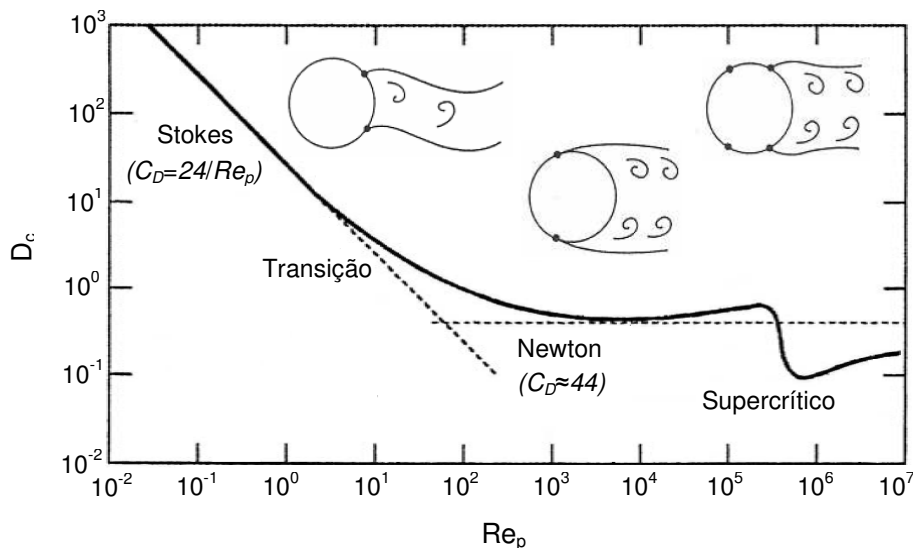 10³
10²
10¹
10⁰
10⁻¹
10⁻²
D_c
Stokes
(C_D=24/Re_p)
Transição
Newton
(C_D≈44)
Supercrítico
10⁻² 10⁻¹ 10⁰ 10¹ 10² 10³ 10⁴ 10⁵ 10⁶ 10⁷
Re_p